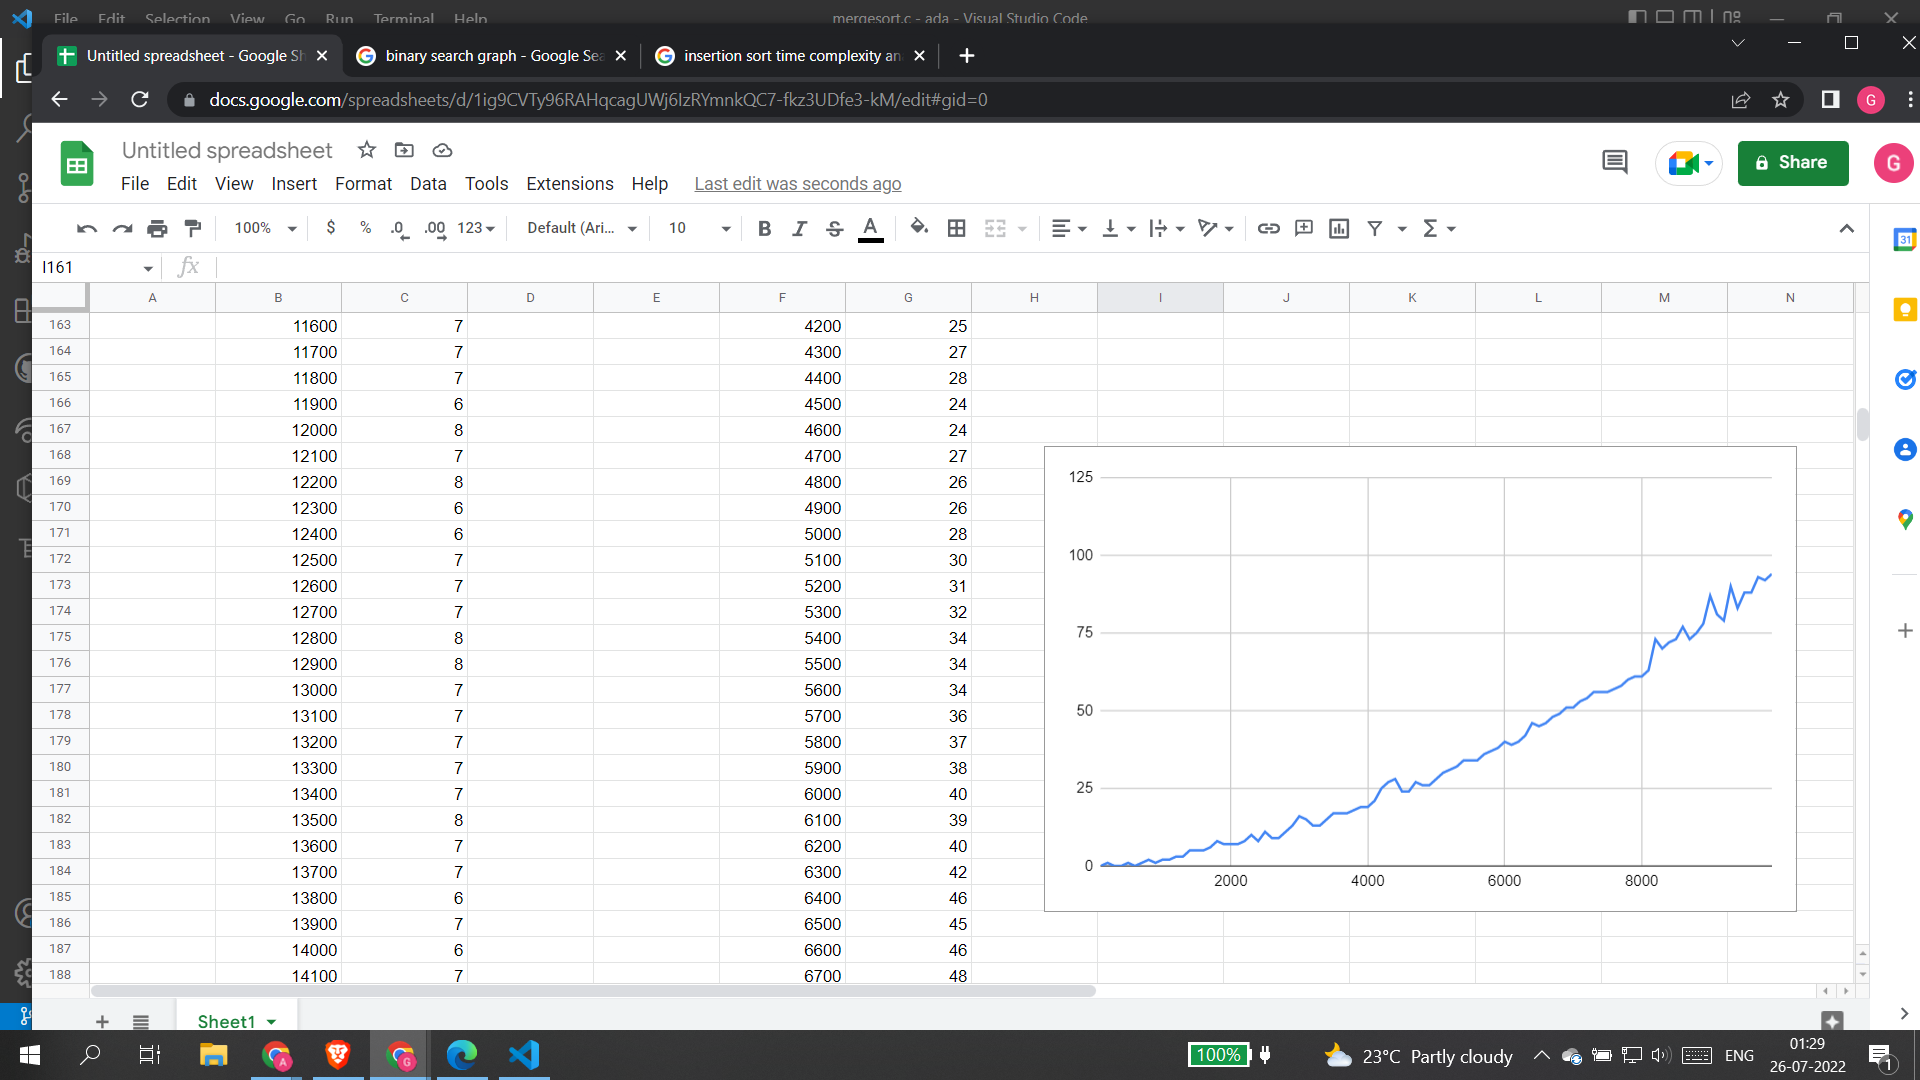 File Edit Selection View Go Run Terminal Help mergesort.c - ada - Visual Studio Code
Untitled spreadsheet - Google Sh binary search graph - Google Sea insertion sort time complexity an
docs.google.com/spreadsheets/d/1ig9CVTy96RAHqcagUWj6IzRYmnkQC7-fkz3UDfe3-kM/edit#gid=0 G
Untitled spreadsheet
Share G
File Edit View Insert Format Data Tools Extensions Help Last edit was seconds ago
100% $ % .0 .00 123 Default (Ari... 10 B I S A
31
I161 fx
A B C D E F G H I J K L M N
163 11600 7 4200 25
164 11700 7 4300 27
165 11800 7 4400 28
166 11900 6 4500 24
167 12000 8 4600 24
168 12100 7 4700 27
169 12200 8 4800 26
170 12300 6 4900 26
171 12400 6 5000 28
172 12500 7 5100 30
173 12600 7 5200 31
174 12700 7 5300 32
175 12800 8 5400 34
176 12900 8 5500 34
177 13000 7 5600 34
178 13100 7 5700 36
179 13200 7 5800 37
180 13300 7 5900 38
181 13400 7 6000 40
182 13500 8 6100 39
183 13600 7 6200 40
184 13700 7 6300 42
185 13800 6 6400 46
186 13900 7 6500 45
187 14000 6 6600 46
188 14100 7 6700 48
125
100
75
50
25
0
2000 4000 6000 8000
Sheet1
A G 100% 23°C Partly cloudy ENG
01:29
26-07-2022
1